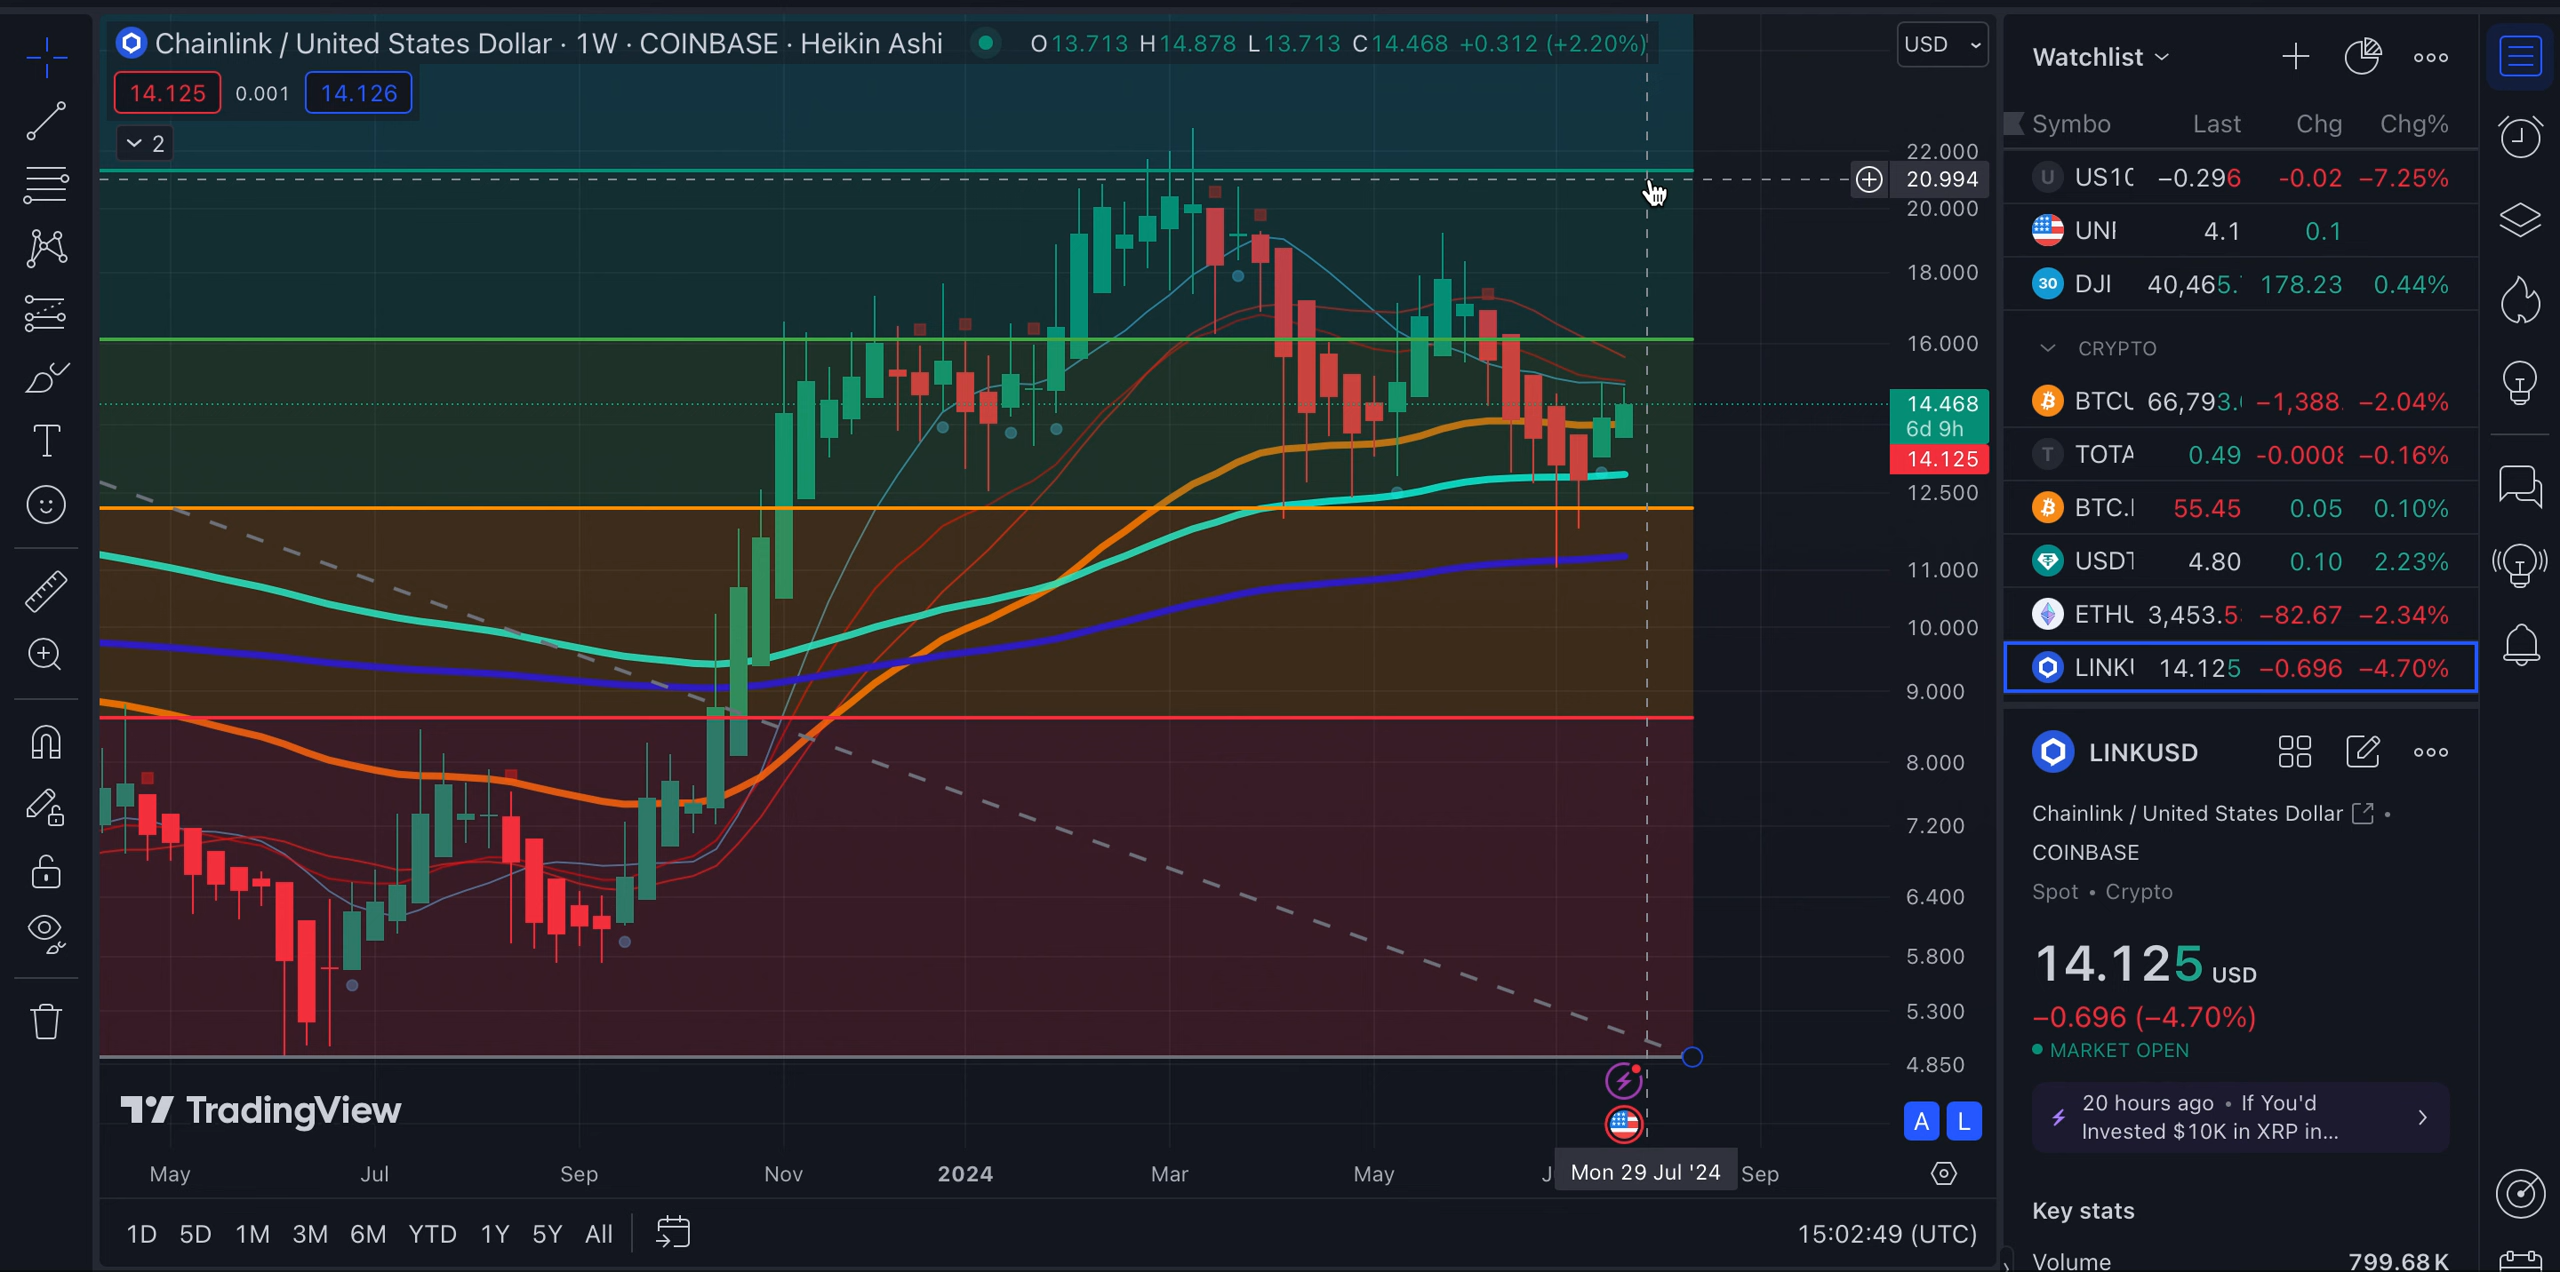 Chainlink / United States Dollar · 1W · COINBASE · Heikin Ashi O13.713 H14.878 L13.713 C14.468 +0.312 (+2.20%)
14.125 0.001 14.126
2
USD
22.000
20.994
20.000
18.000
16.000
14.468
6d 9h
14.125
12.500
11.000
10.000
9.000
8.000
7.200
6.400
5.800
5.300
4.850
TradingView
A L
May Jul Sep Nov 2024 Mar May Mon 29 Jul '24 Sep
1D 5D 1M 3M 6M YTD 1Y 5Y All
15:02:49 (UTC)
Watchlist
Symbo Last Chg Chg%
U US1 −0.296 -0.02 −7.25%
UN 4.1 0.1
30 DJI 40,465. 178.23 0.44%
CRYPTO
BTC 66,793. −1,388. −2.04%
T TOTA 0.49 -0.000 −0.16%
BTC. 55.45 0.05 0.10%
USD 4.80 0.10 2.23%
ETH 3,453.5 −82.67 −2.34%
LINK 14.125 −0.696 −4.70%
LINKUSD
Chainlink / United States Dollar •
COINBASE
Spot • Crypto
14.125 USD
−0.696 (−4.70%)
MARKET OPEN
20 hours ago • If You'd
Invested $10K in XRP in...
Key stats
Volume 799.68K